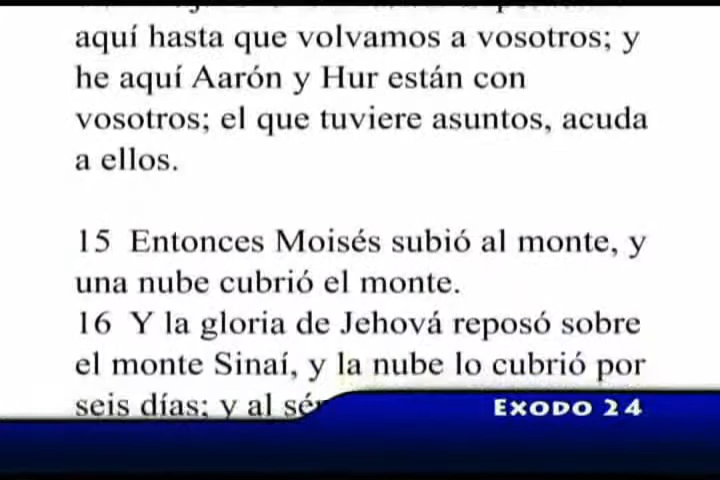 aquí hasta que volvamos a vosotros; y
he aquí Aarón y Hur están con
vosotros; el que tuviere asuntos, acuda
a ellos.
15 Entonces Moisés subió al monte, y
una nube cubrió el monte.
16 Y la gloria de Jehová reposó sobre
el monte Sinaí, y la nube lo cubrió por
seis días; y al
EXODO 24